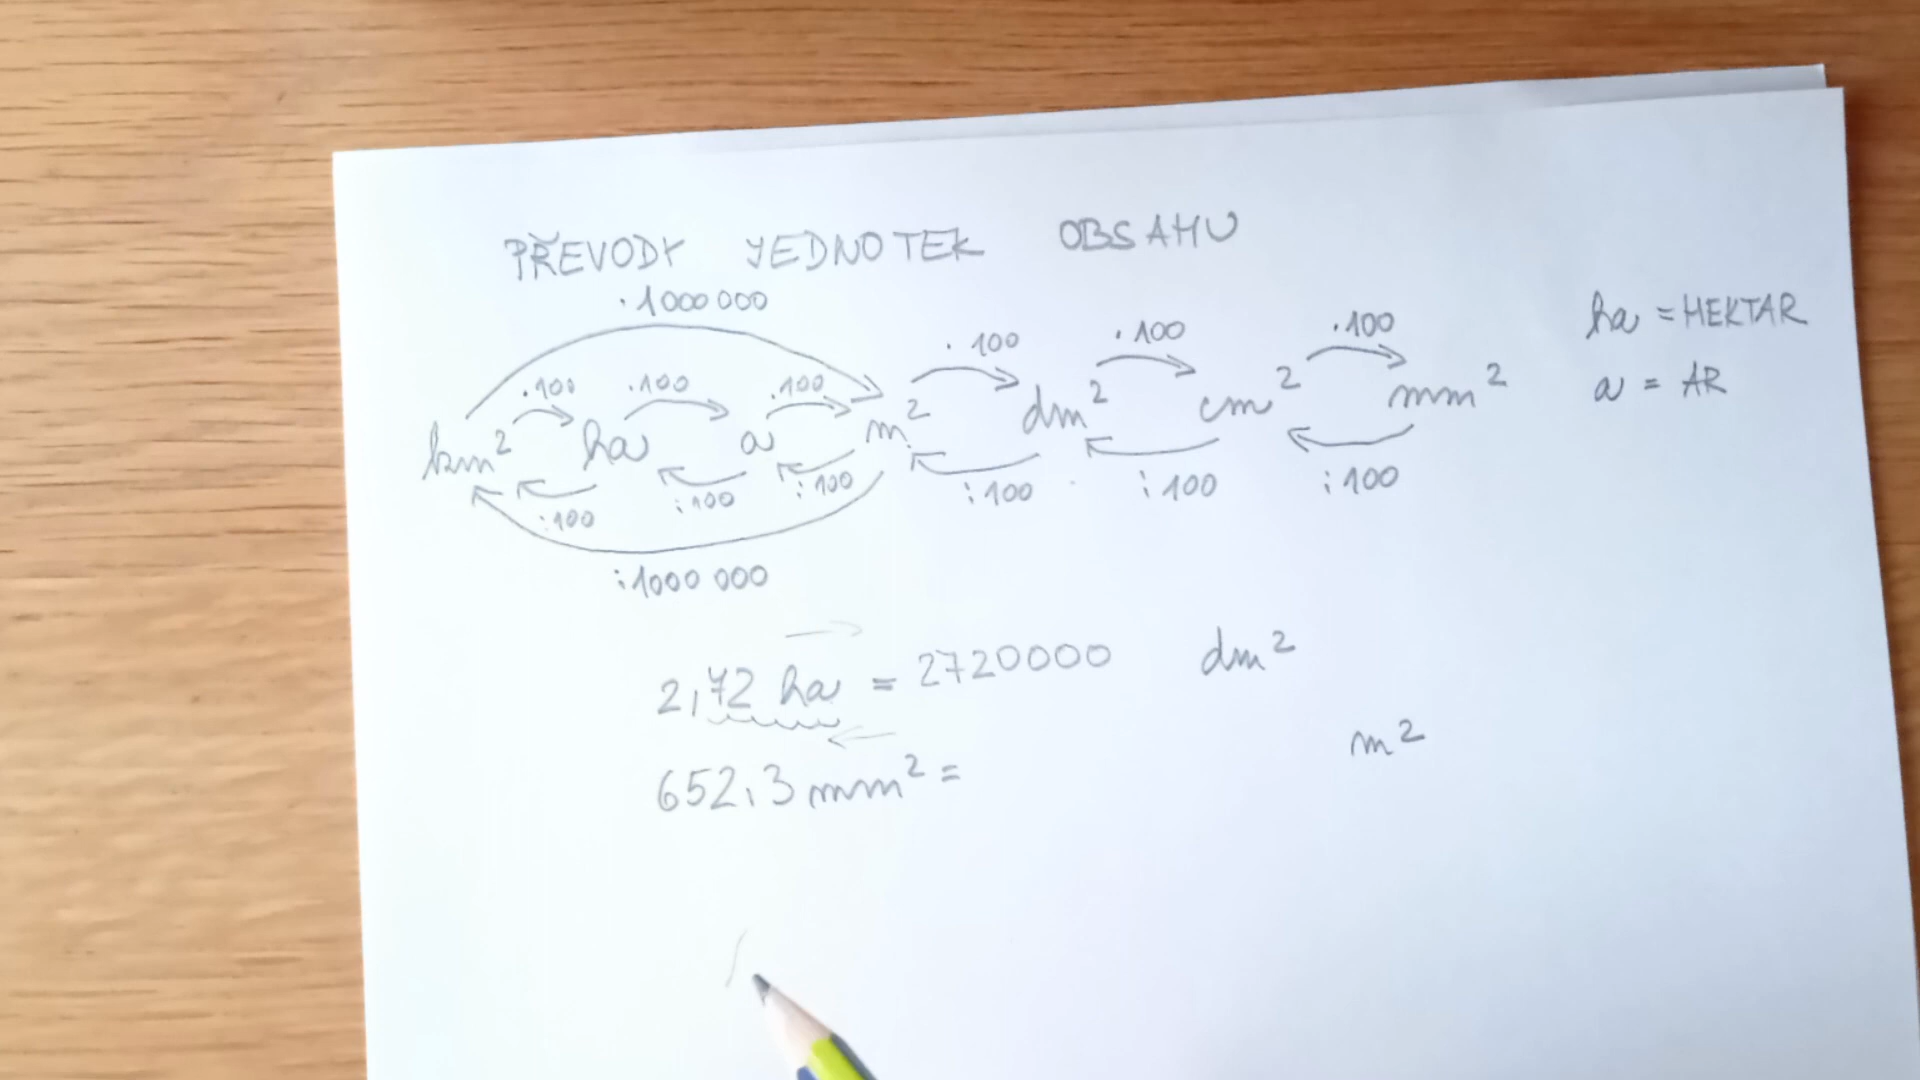 PŘEVODY JEDNOTEK OBSAHU
. 1000 000
.100 .100 .100 . 100 . 100 .100
km² ha a m² dm² cm² mm²
:100 :100 :100 :100 :100 :100
:1000 000
ha = HEKTAR
a = AR
2,72 ha = 2720000 dm²
652,3 mm² = m²